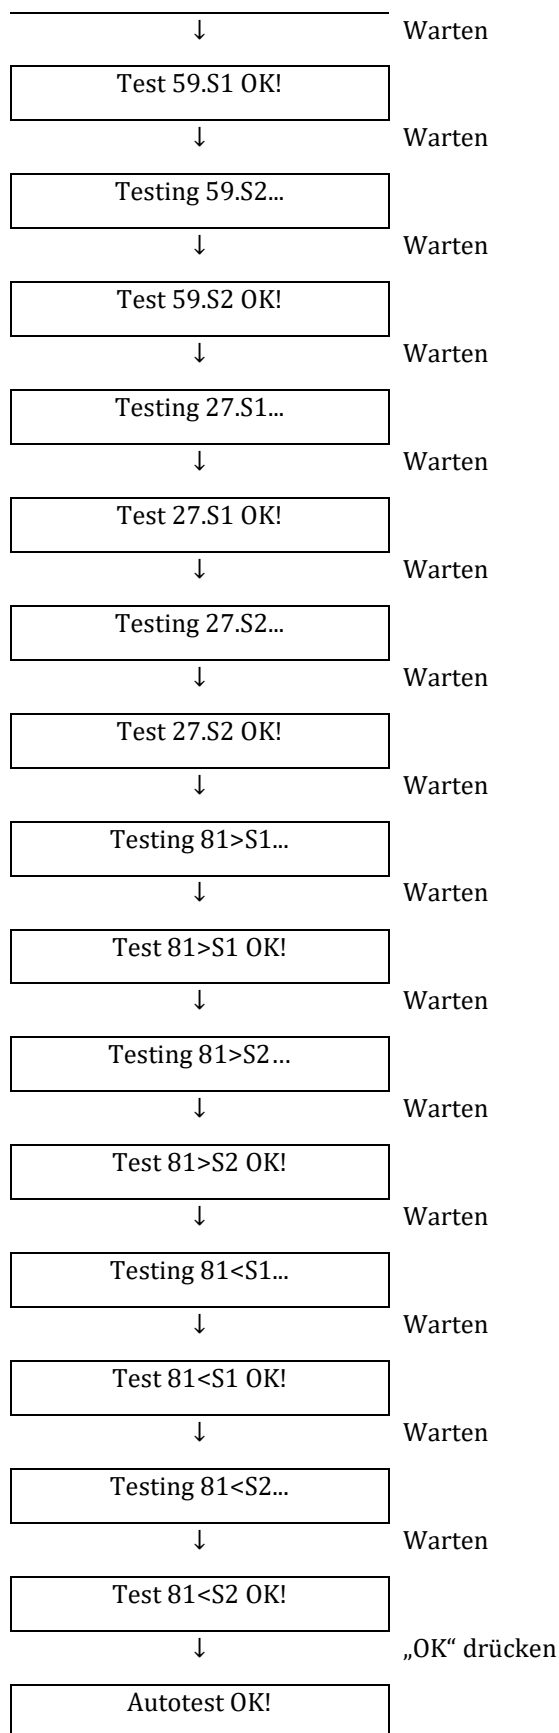 ↓ Warten
Test 59.S1 OK!
↓ Warten
Testing 59.S2...
↓ Warten
Test 59.S2 OK!
↓ Warten
Testing 27.S1...
↓ Warten
Test 27.S1 OK!
↓ Warten
Testing 27.S2...
↓ Warten
Test 27.S2 OK!
↓ Warten
Testing 81>S1...
↓ Warten
Test 81>S1 OK!
↓ Warten
Testing 81>S2...
↓ Warten
Test 81>S2 OK!
↓ Warten
Testing 81<S1...
↓ Warten
Test 81<S1 OK!
↓ Warten
Testing 81<S2...
↓ Warten
Test 81<S2 OK!
↓ „OK“ drücken
Autotest OK!